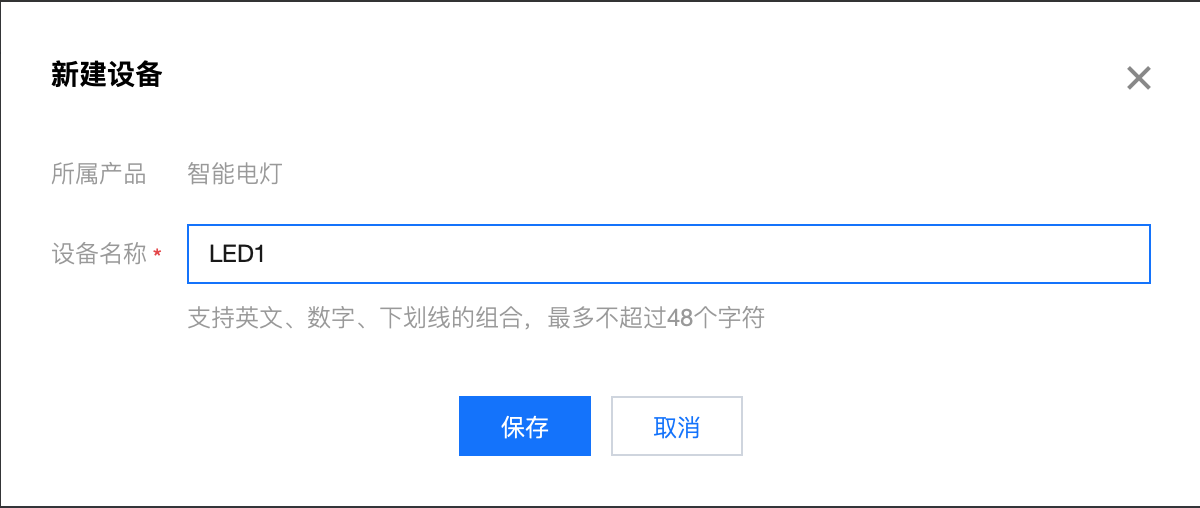 新建设备
所属产品 智能电灯
设备名称 * LED1
支持英文、数字、下划线的组合，最多不超过48个字符
保存 取消